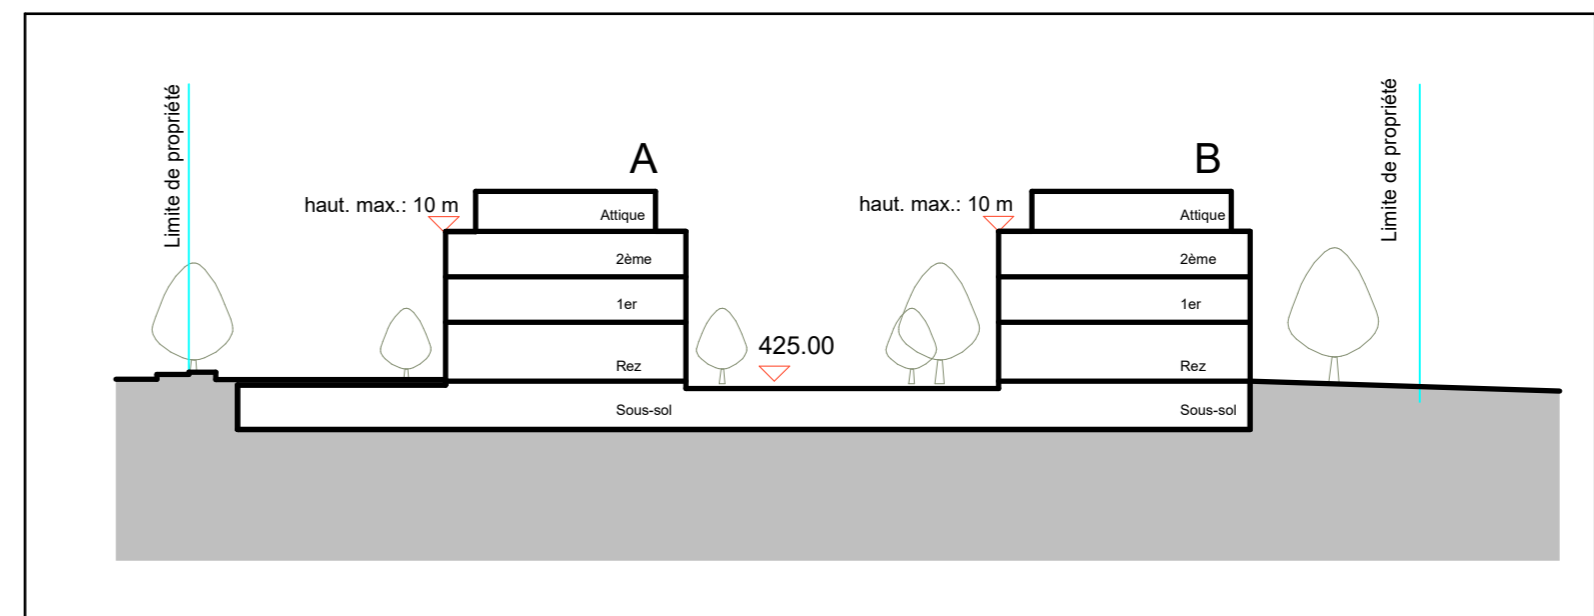 Limite de propriété
A
haut. max.: 10 m
Attique
2ème
1er
Rez
Sous-sol
425.00
B
haut. max.: 10 m
Attique
2ème
1er
Rez
Sous-sol
Limite de propriété